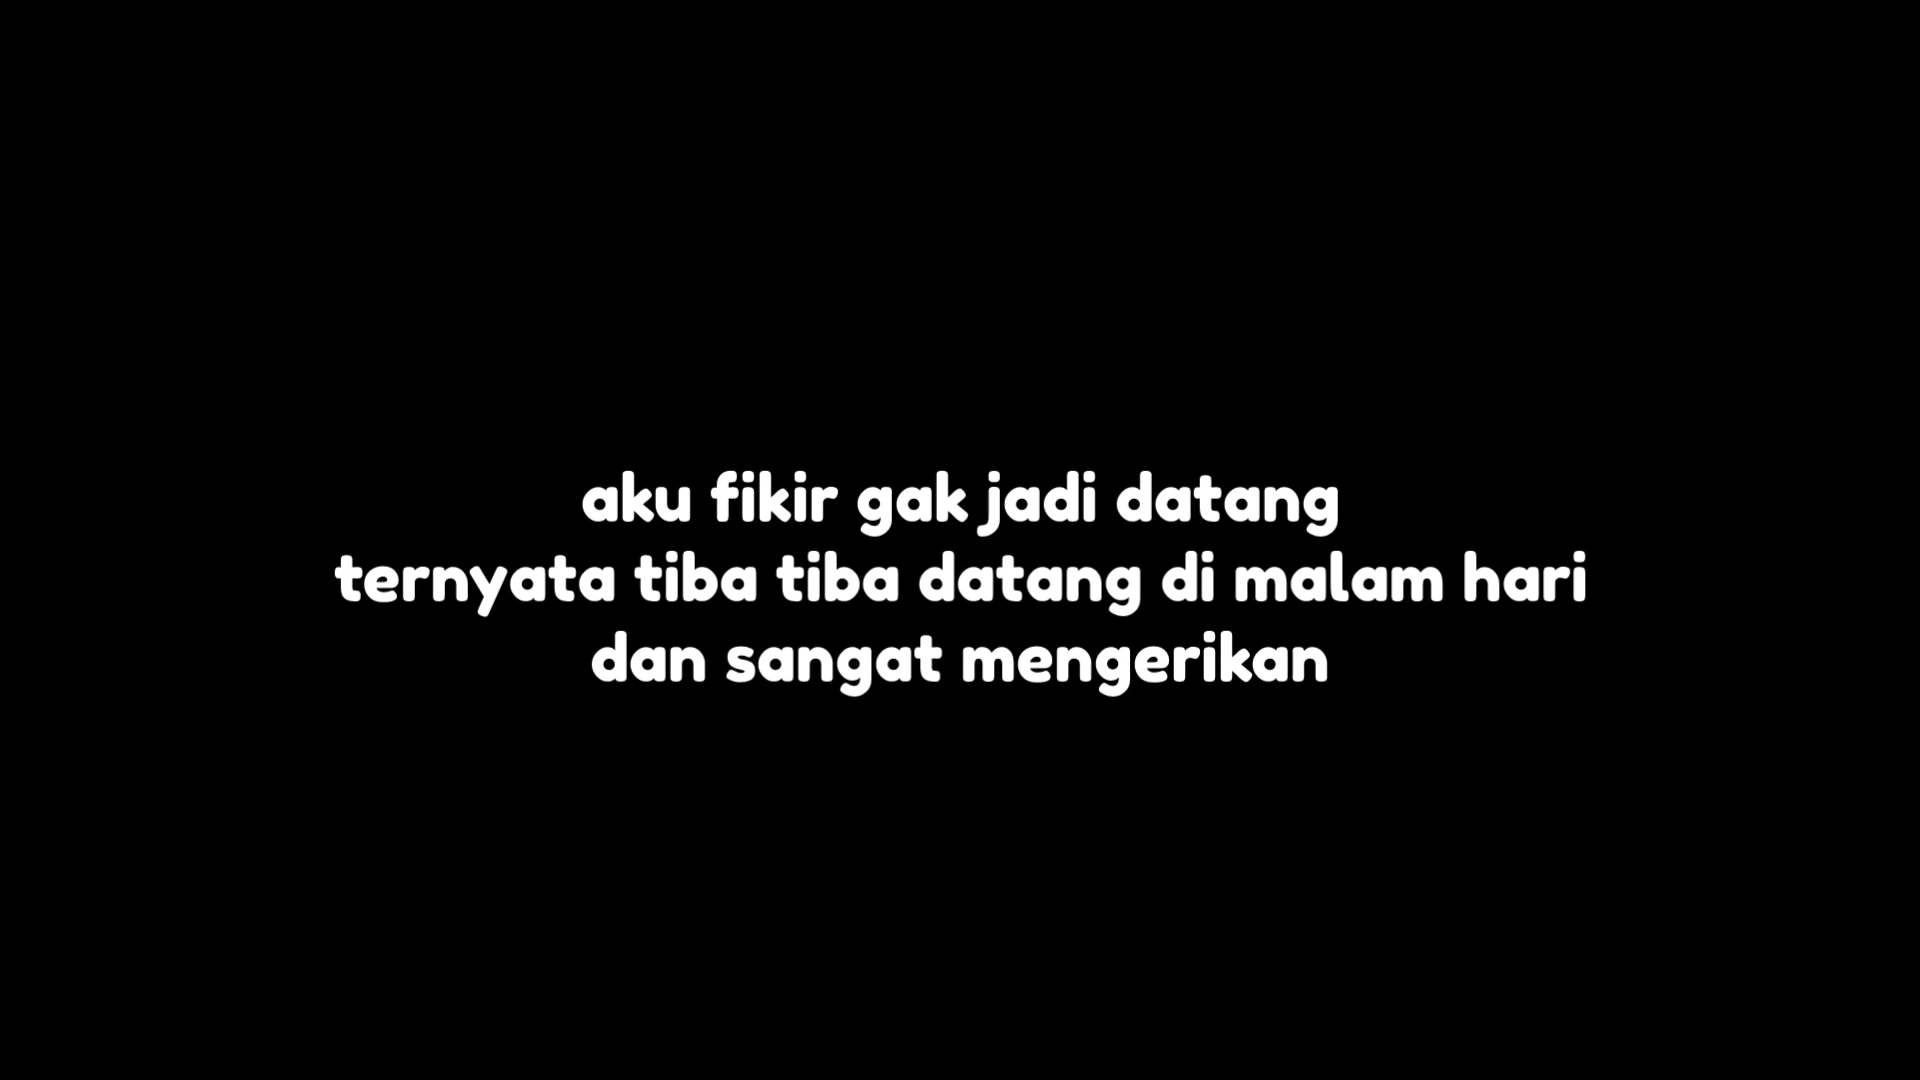 aku fikir gak jadi datang
ternyata tiba tiba datang di malam hari
dan sangat mengerikan